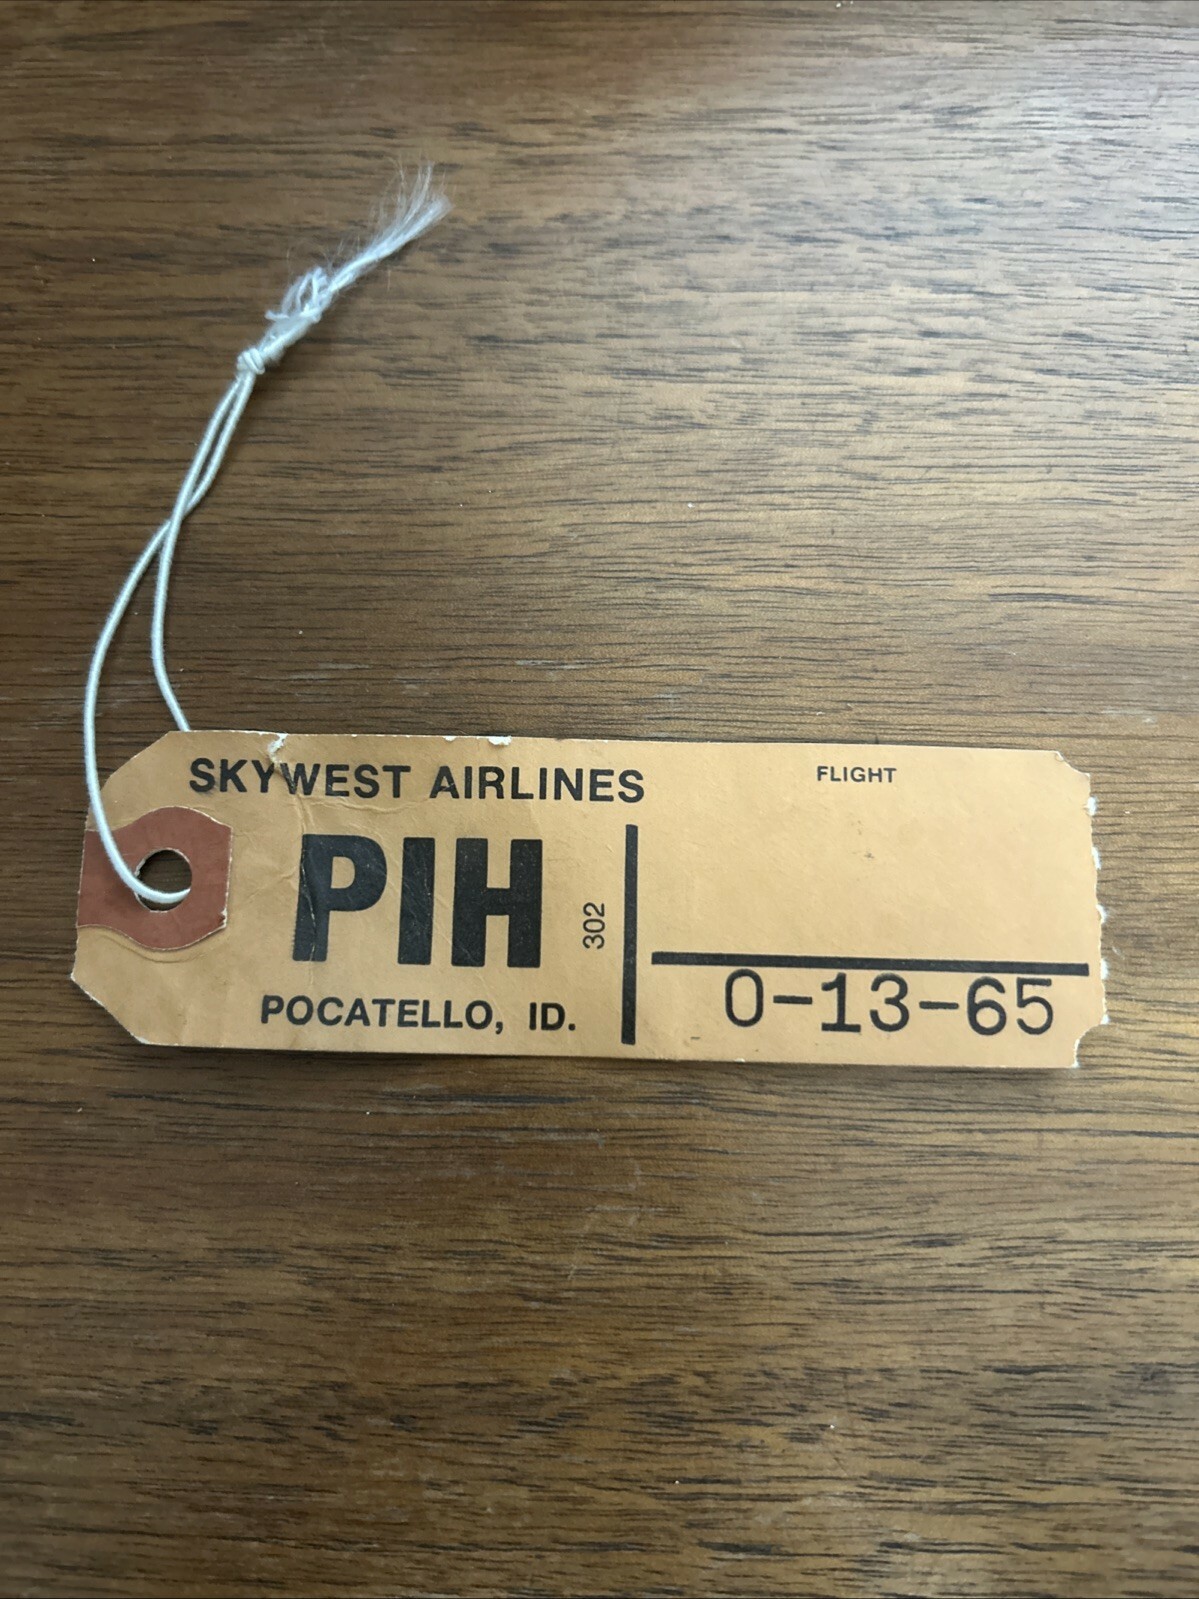 SKYWEST AIRLINES
PIH
302
POCATELLO, ID.
FLIGHT
0-13-65